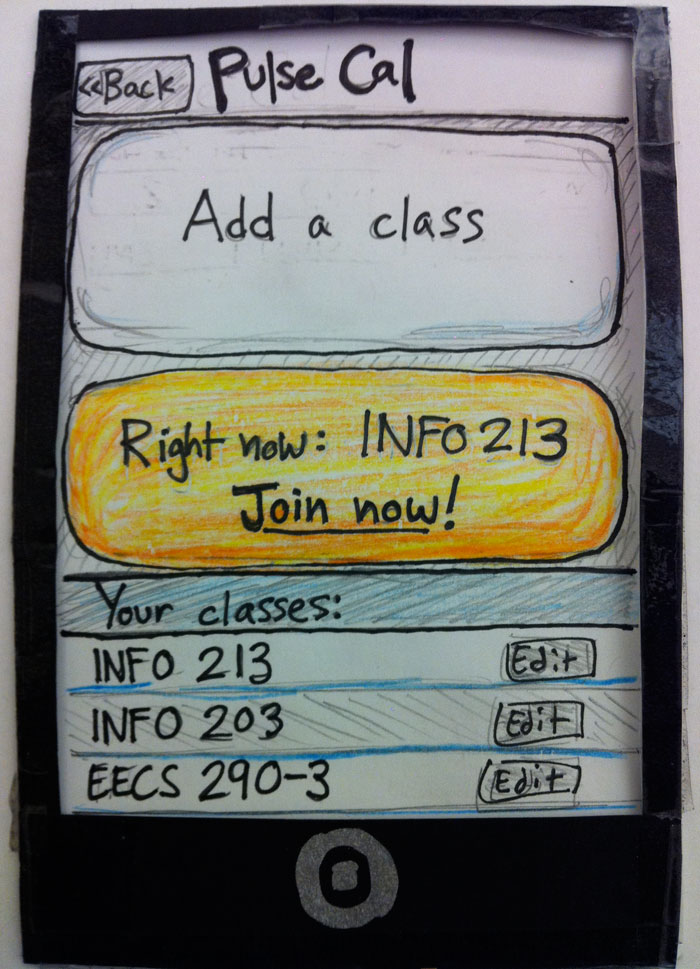 <<Back Pulse Cal
Add a class
Right now: INFO 213
Join now!
Your classes:
INFO 213 Edit
INFO 203 Edit
EECS 290-3 Edit